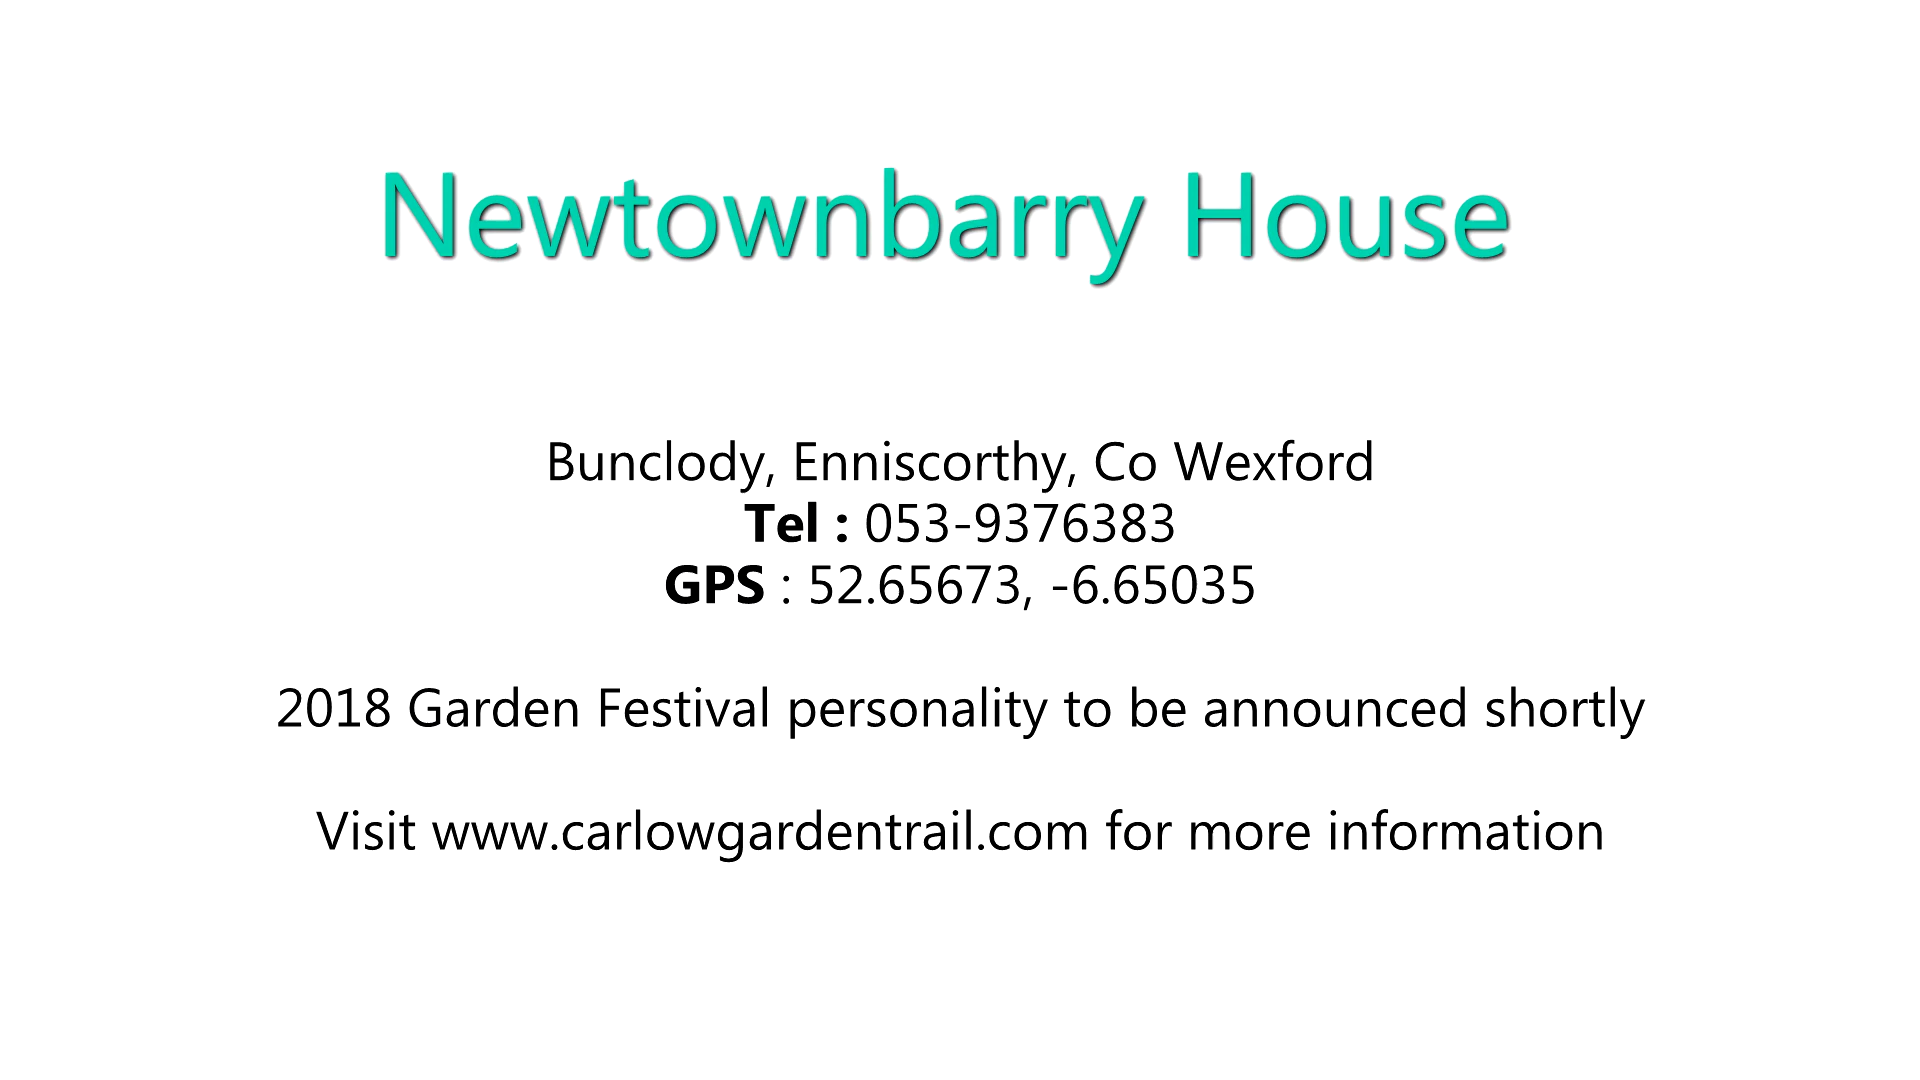 Newtownbarry House
Bunclody, Enniscorthy, Co Wexford
Tel : 053-9376383
GPS : 52.65673, -6.65035
2018 Garden Festival personality to be announced shortly
Visit www.carlowgardentrail.com for more information